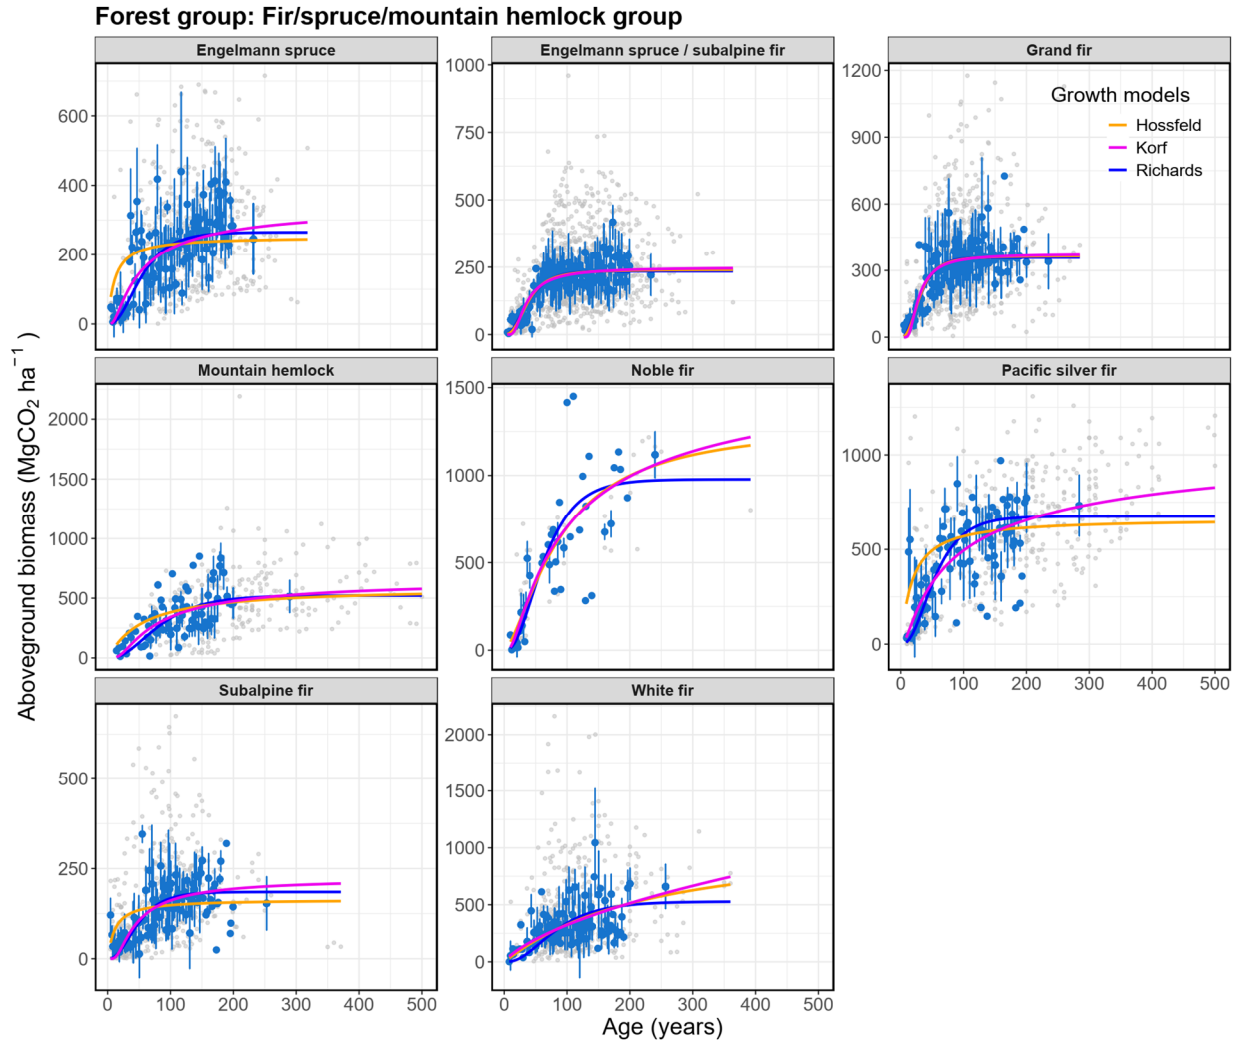 Forest group: Fir/spruce/mountain hemlock group
Engelmann spruce
Engelmann spruce / subalpine fir
Grand fir
600
400
200
0
1000
750
500
250
0
1200
900
600
300
0
Growth models
Hossfeld
Korf
Richards
Mountain hemlock
Noble fir
Pacific silver fir
2000
1500
1000
500
0
1500
1000
500
0
1000
500
0
0 100 200 300 400 500
Subalpine fir
White fir
500
250
0
2000
1500
1000
500
0
0 100 200 300 400 500
0 100 200 300 400 500
Age (years)
Aboveground biomass (MgCO₂ ha⁻¹ )